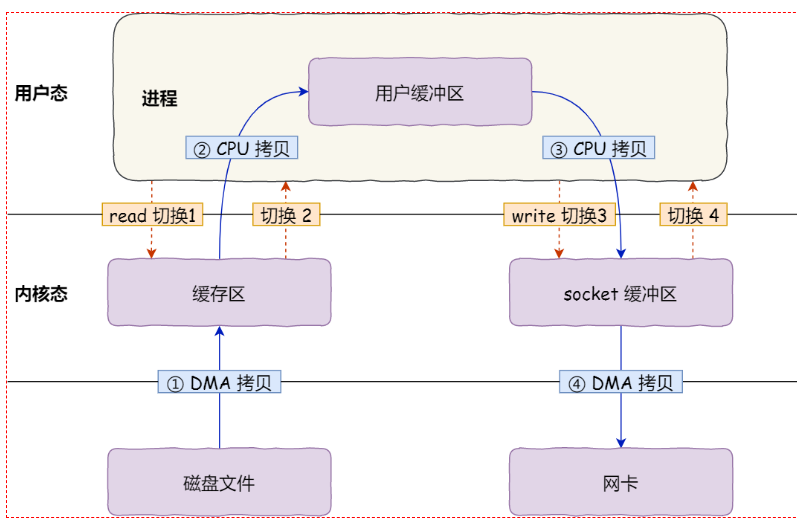 用户态
进程
用户缓冲区
② CPU 拷贝
③ CPU 拷贝
read 切换1
切换 2
write 切换3
切换 4
内核态
缓存区
socket 缓冲区
① DMA 拷贝
④ DMA 拷贝
磁盘文件
网卡